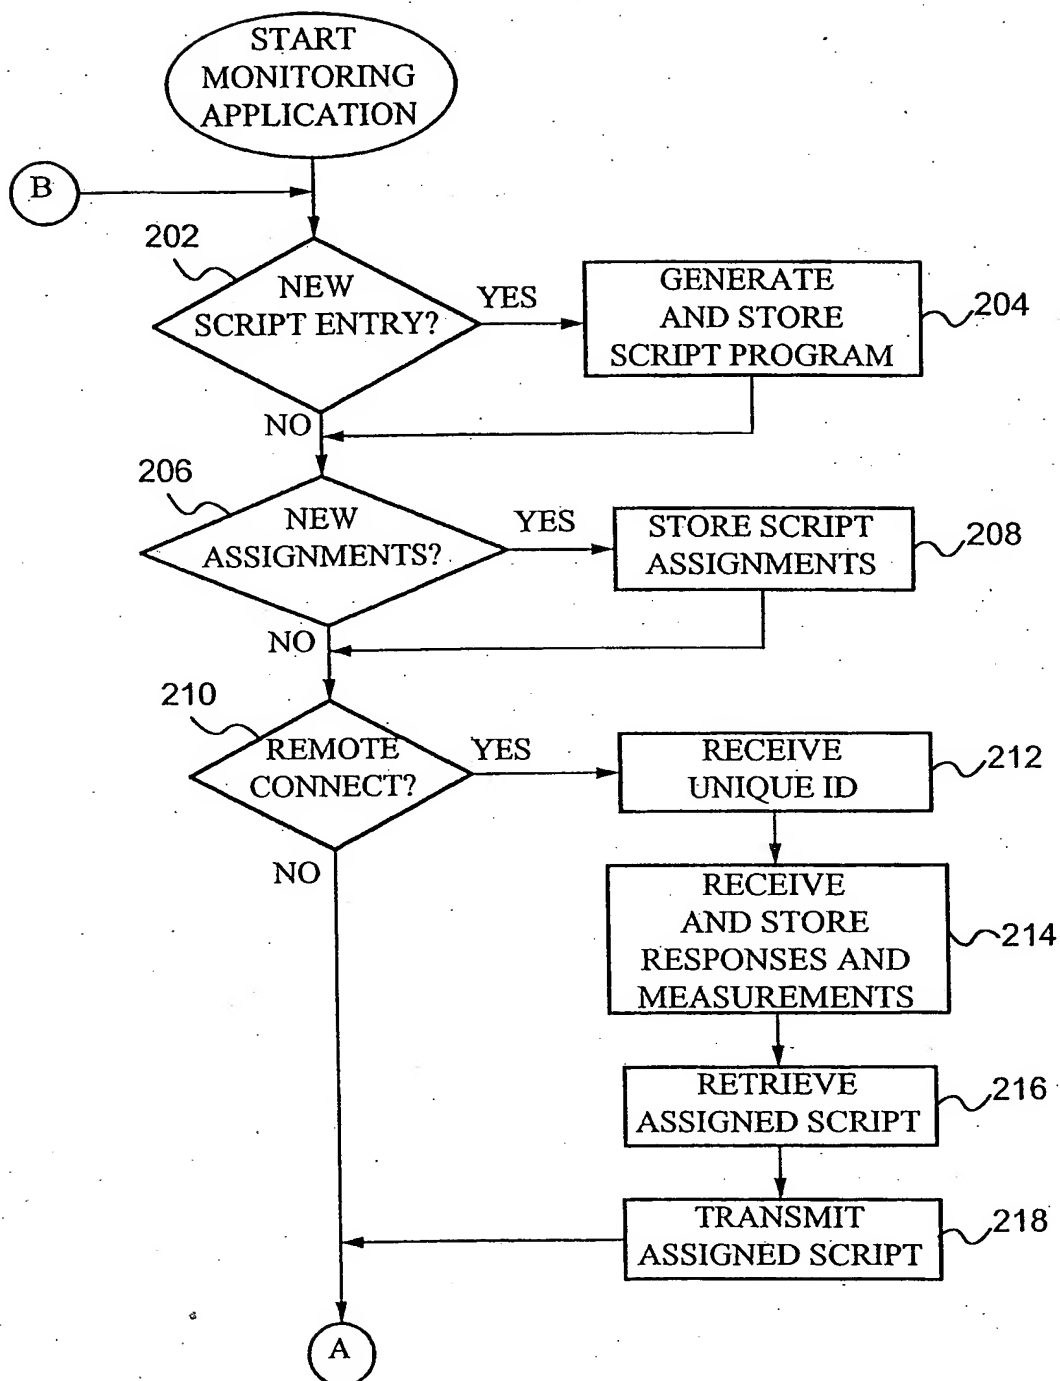 START
MONITORING
APPLICATION
B
202
NEW
SCRIPT ENTRY?
YES
GENERATE
AND STORE
SCRIPT PROGRAM
204
NO
206
NEW
ASSIGNMENTS?
YES
STORE SCRIPT
ASSIGNMENTS
208
NO
210
REMOTE
CONNECT?
YES
RECEIVE
UNIQUE ID
212
NO
RECEIVE
AND STORE
RESPONSES AND
MEASUREMENTS
214
RETRIEVE
ASSIGNED SCRIPT
216
TRANSMIT
ASSIGNED SCRIPT
218
A